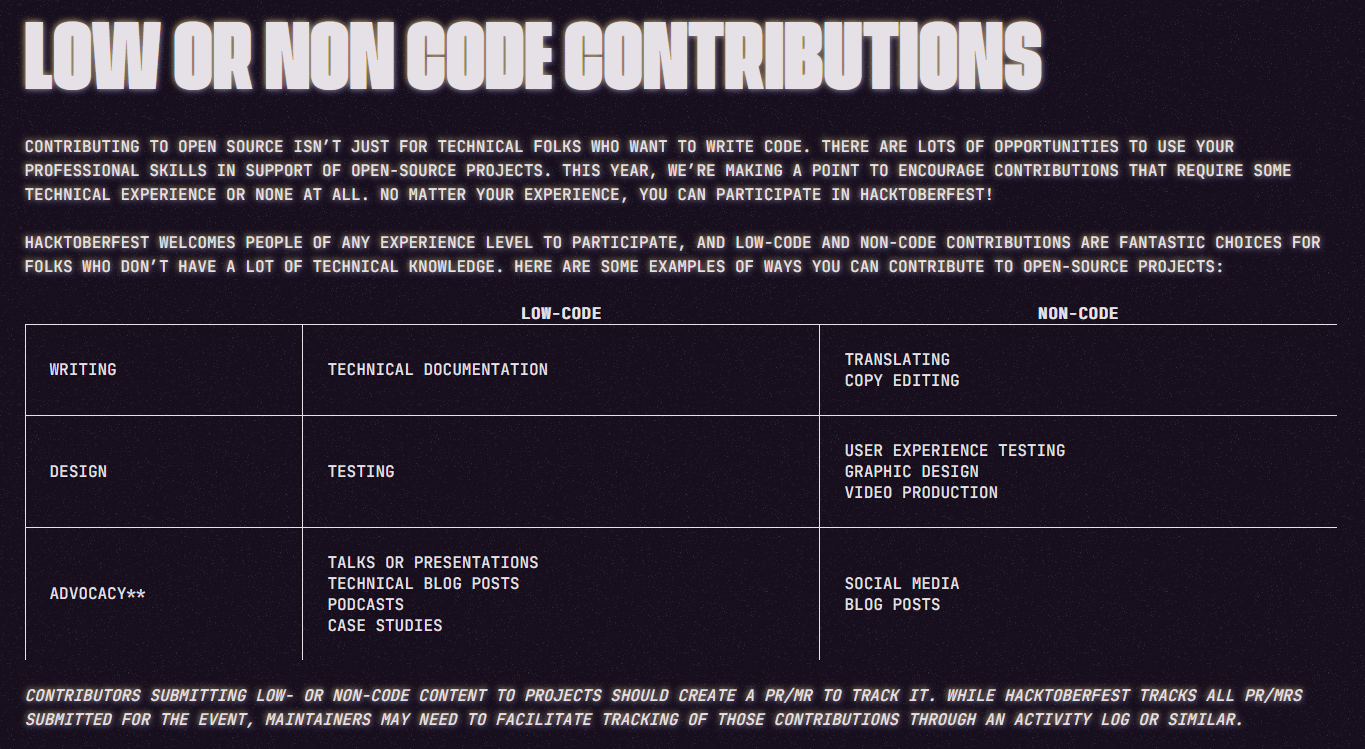 LOW OR NON CODE CONTRIBUTIONS
CONTRIBUTING TO OPEN SOURCE ISN’T JUST FOR TECHNICAL FOLKS WHO WANT TO WRITE CODE. THERE ARE LOTS OF OPPORTUNITIES TO USE YOUR
PROFESSIONAL SKILLS IN SUPPORT OF OPEN-SOURCE PROJECTS. THIS YEAR, WE’RE MAKING A POINT TO ENCOURAGE CONTRIBUTIONS THAT REQUIRE SOME
TECHNICAL EXPERIENCE OR NONE AT ALL. NO MATTER YOUR EXPERIENCE, YOU CAN PARTICIPATE IN HACKTOBERFEST!
HACKTOBERFEST WELCOMES PEOPLE OF ANY EXPERIENCE LEVEL TO PARTICIPATE, AND LOW-CODE AND NON-CODE CONTRIBUTIONS ARE FANTASTIC CHOICES FOR
FOLKS WHO DON’T HAVE A LOT OF TECHNICAL KNOWLEDGE. HERE ARE SOME EXAMPLES OF WAYS YOU CAN CONTRIBUTE TO OPEN-SOURCE PROJECTS:
LOW-CODE NON-CODE
WRITING
TECHNICAL DOCUMENTATION
TRANSLATING
COPY EDITING
DESIGN
TESTING
USER EXPERIENCE TESTING
GRAPHIC DESIGN
VIDEO PRODUCTION
ADVOCACY**
TALKS OR PRESENTATIONS
TECHNICAL BLOG POSTS
PODCASTS
CASE STUDIES
SOCIAL MEDIA
BLOG POSTS
CONTRIBUTORS SUBMITTING LOW- OR NON-CODE CONTENT TO PROJECTS SHOULD CREATE A PR/MR TO TRACK IT. WHILE HACKTOBERFEST TRACKS ALL PR/MRS
SUBMITTED FOR THE EVENT, MAINTAINERS MAY NEED TO FACILITATE TRACKING OF THOSE CONTRIBUTIONS THROUGH AN ACTIVITY LOG OR SIMILAR.